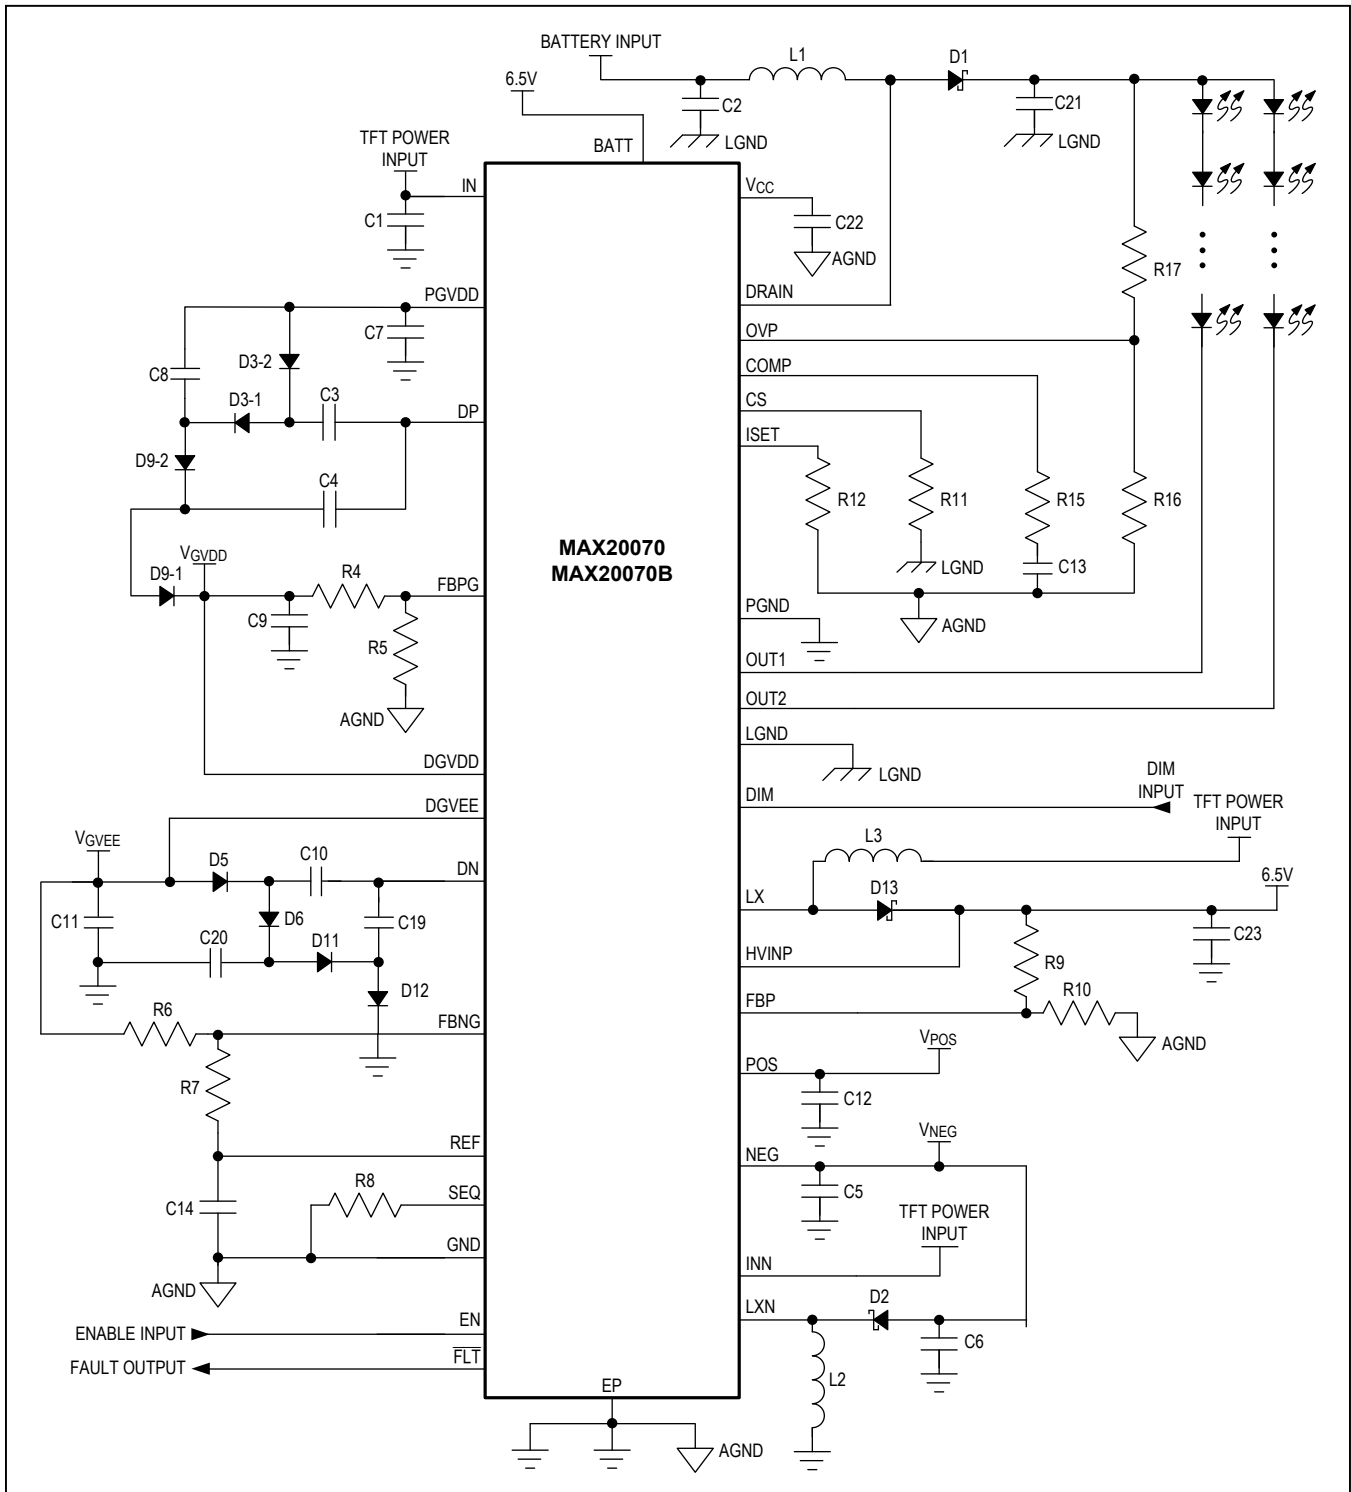 BATTERY INPUT
L1
D1
6.5V
C2
C21
LGND
LGND
TFT POWER
INPUT
BATT
IN
VCC
C1
C22
AGND
R17
PGVDD
DRAIN
C7
OVP
D3-2
C8
COMP
D3-1
C3
DP
CS
ISET
D9-2
C4
R12
R11
R15
R16
MAX20070
MAX20070B
VGVDD
D9-1
R4
FBPG
LGND
C13
C9
PGND
AGND
R5
OUT1
AGND
OUT2
LGND
DGVDD
LGND
DIM
INPUT
DGVEE
DIM
TFT POWER
INPUT
VGVEE
D5
C10
DN
L3
LX
D13
6.5V
C11
D6
C19
C23
C20
D11
HVINP
R9
D12
R10
R6
FBNG
FBP
AGND
VPOS
R7
POS
C12
REF
NEG
VNEG
R8
SEQ
C5
C14
TFT POWER
INPUT
GND
INN
AGND
D2
LXN
EN
ENABLE INPUT
C6
FLT
FAULT OUTPUT
L2
EP
AGND